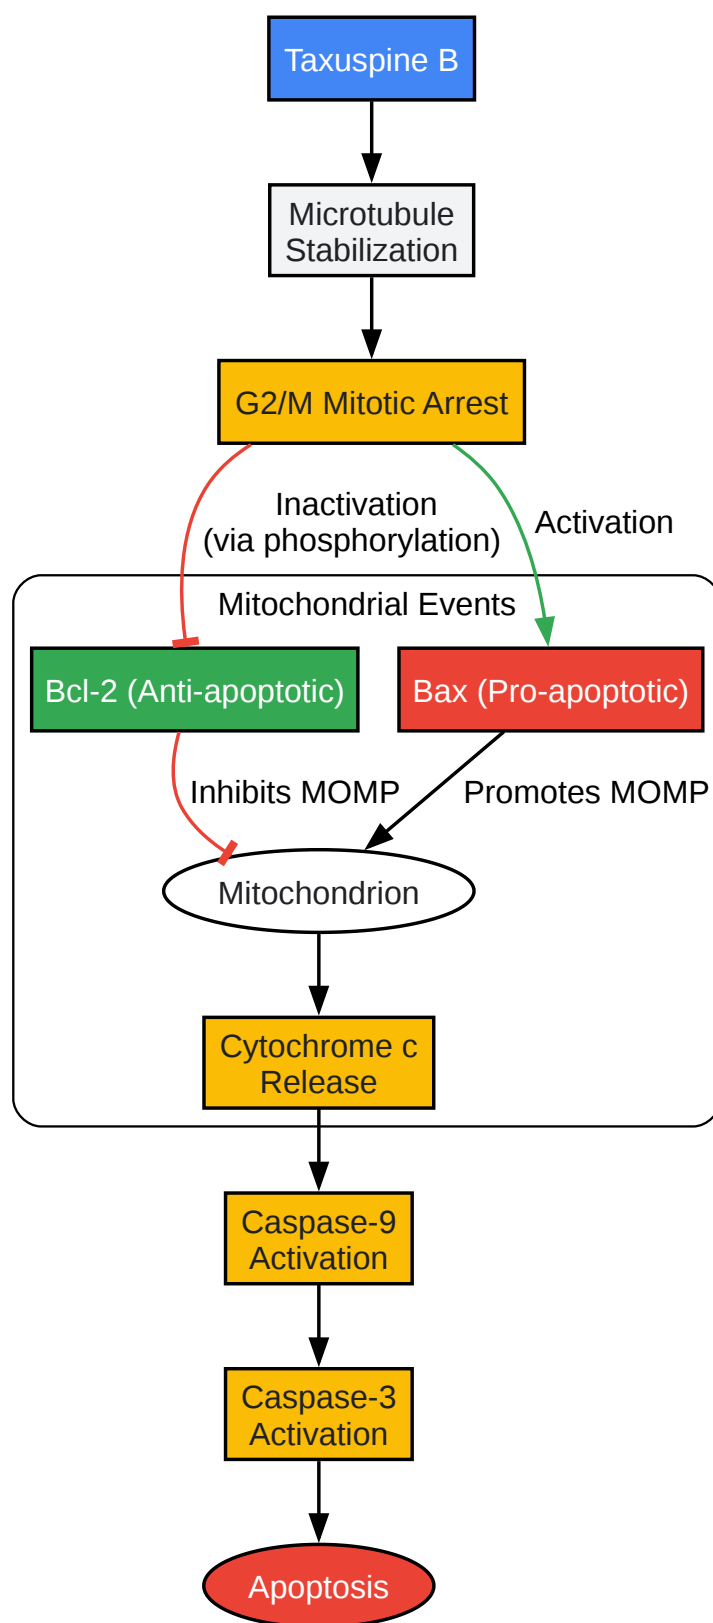 Taxuspine B
Microtubule
Stabilization
G2/M Mitotic Arrest
Inactivation
(via phosphorylation)
Activation
Mitochondrial Events
Bcl-2 (Anti-apoptotic)
Bax (Pro-apoptotic)
Inhibits MOMP
Promotes MOMP
Mitochondrion
Cytochrome c
Release
Caspase-9
Activation
Caspase-3
Activation
Apoptosis